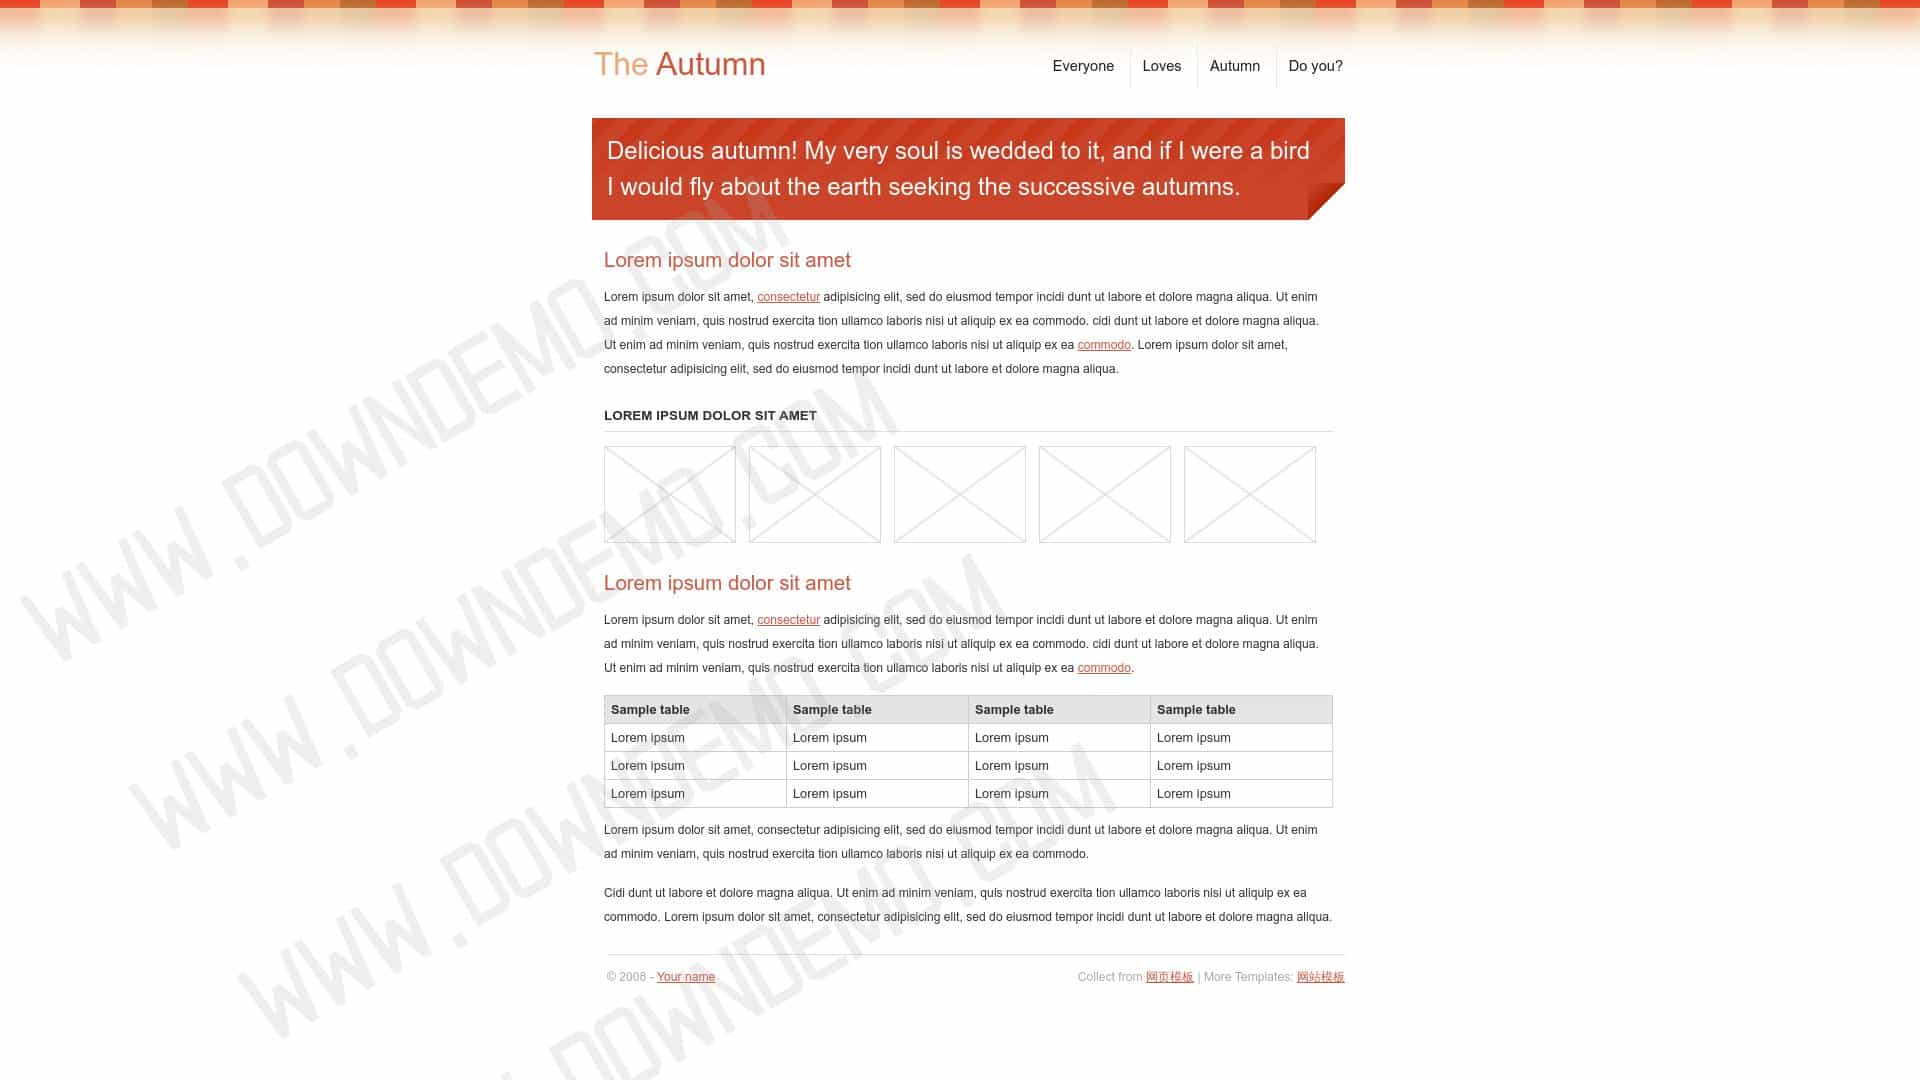 The Autumn
Everyone
Loves
Autumn
Do you?
Delicious autumn! My very soul is wedded to it, and if I were a bird
I would fly about the earth seeking the successive autumns.
Lorem ipsum dolor sit amet
Lorem ipsum dolor sit amet, consectetur adipisicing elit, sed do eiusmod tempor incidi dunt ut labore et dolore magna aliqua. Ut enim
ad minim veniam, quis nostrud exercita tion ullamco laboris nisi ut aliquip ex ea commodo. cidi dunt ut labore et dolore magna aliqua.
Ut enim ad minim veniam, quis nostrud exercita tion ullamco laboris nisi ut aliquip ex ea commodo. Lorem ipsum dolor sit amet,
consectetur adipisicing elit, sed do eiusmod tempor incidi dunt ut labore et dolore magna aliqua.
LOREM IPSUM DOLOR SIT AMET
Lorem ipsum dolor sit amet
Lorem ipsum dolor sit amet, consectetur adipisicing elit, sed do eiusmod tempor incidi dunt ut labore et dolore magna aliqua. Ut enim
ad minim veniam, quis nostrud exercita tion ullamco laboris nisi ut aliquip ex ea commodo. cidi dunt ut labore et dolore magna aliqua.
Ut enim ad minim veniam, quis nostrud exercita tion ullamco laboris nisi ut aliquip ex ea commodo.
Sample table Sample table Sample table Sample table
Lorem ipsum Lorem ipsum Lorem ipsum Lorem ipsum
Lorem ipsum Lorem ipsum Lorem ipsum Lorem ipsum
Lorem ipsum Lorem ipsum Lorem ipsum Lorem ipsum
Lorem ipsum dolor sit amet, consectetur adipisicing elit, sed do eiusmod tempor incidi dunt ut labore et dolore magna aliqua. Ut enim
ad minim veniam, quis nostrud exercita tion ullamco laboris nisi ut aliquip ex ea commodo.
Cidi dunt ut labore et dolore magna aliqua. Ut enim ad minim veniam, quis nostrud exercita tion ullamco laboris nisi ut aliquip ex ea
commodo. Lorem ipsum dolor sit amet, consectetur adipisicing elit, sed do eiusmod tempor incidi dunt ut labore et dolore magna aliqua.
© 2008 - Your name
Collect from 网页模板 | More Templates: 网站模板
WWW.DOWNDEMO.COM
WWW.DOWNDEMO.COM
WWW.DOWNDEMO.COM
DOWNDEMO.COM